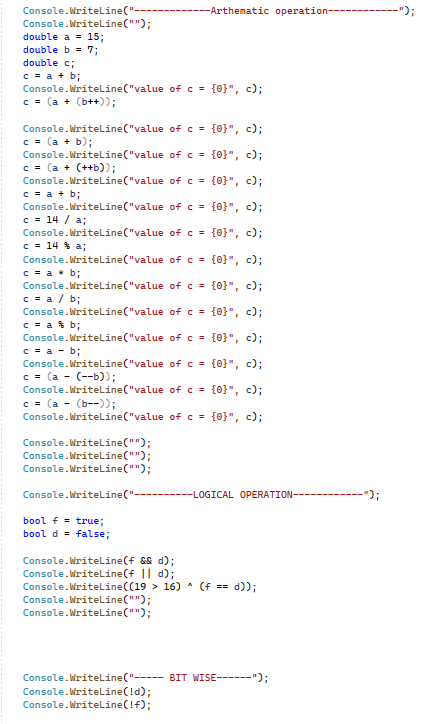 Console.WriteLine("-------------Arthematic operation------------");
Console.WriteLine("");
double a = 15;
double b = 7;
double c;
c = a + b;
Console.WriteLine("value of c = {0}", c);
c = (a + (b++));
Console.WriteLine("value of c = {0}", c);
c = (a + b);
Console.WriteLine("value of c = {0}", c);
c = (a + (++b));
Console.WriteLine("value of c = {0}", c);
c = a + b;
Console.WriteLine("value of c = {0}", c);
c = 14 / a;
Console.WriteLine("value of c = {0}", c);
c = 14 % a;
Console.WriteLine("value of c = {0}", c);
c = a * b;
Console.WriteLine("value of c = {0}", c);
c = a / b;
Console.WriteLine("value of c = {0}", c);
c = a % b;
Console.WriteLine("value of c = {0}", c);
c = a - b;
Console.WriteLine("value of c = {0}", c);
c = (a - (--b));
Console.WriteLine("value of c = {0}", c);
c = (a - (b--));
Console.WriteLine("value of c = {0}", c);
Console.WriteLine("");
Console.WriteLine("");
Console.WriteLine("");
Console.WriteLine("----------LOGICAL OPERATION------------");
bool f = true;
bool d = false;
Console.WriteLine(f && d);
Console.WriteLine(f || d);
Console.WriteLine((19 > 16) ^ (f == d));
Console.WriteLine("");
Console.WriteLine("");
Console.WriteLine("----- BIT WISE------");
Console.WriteLine(!d);
Console.WriteLine(!f);